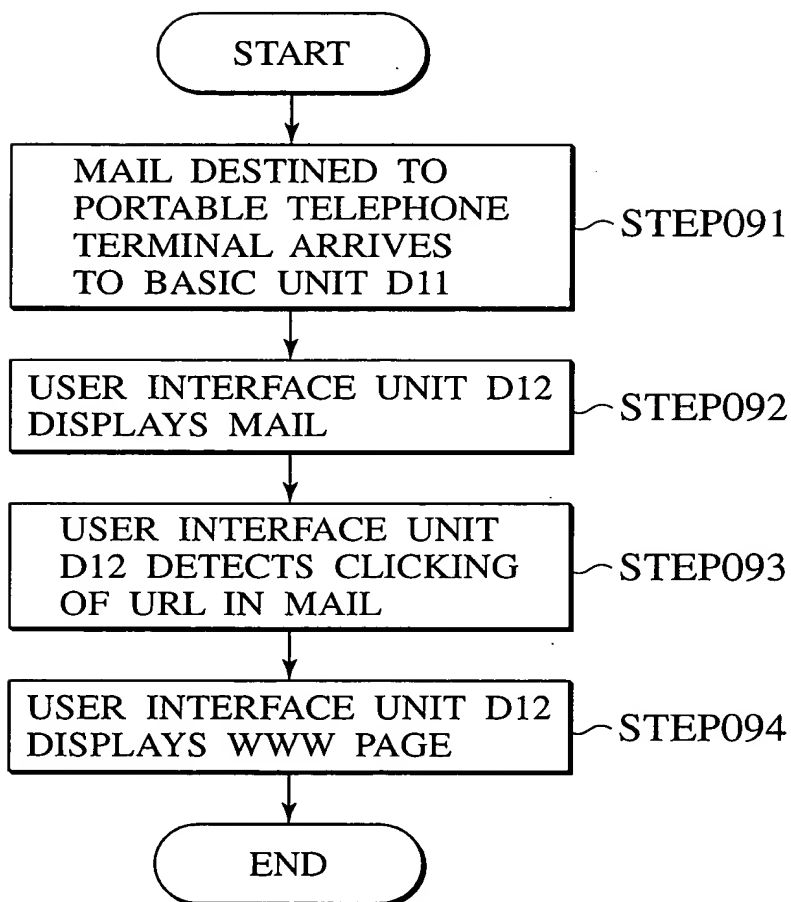 START
MAIL DESTINED TO
PORTABLE TELEPHONE
TERMINAL ARRIVES
TO BASIC UNIT D11
STEP091
USER INTERFACE UNIT D12
DISPLAYS MAIL
STEP092
USER INTERFACE UNIT
D12 DETECTS CLICKING
OF URL IN MAIL
STEP093
USER INTERFACE UNIT D12
DISPLAYS WWW PAGE
STEP094
END